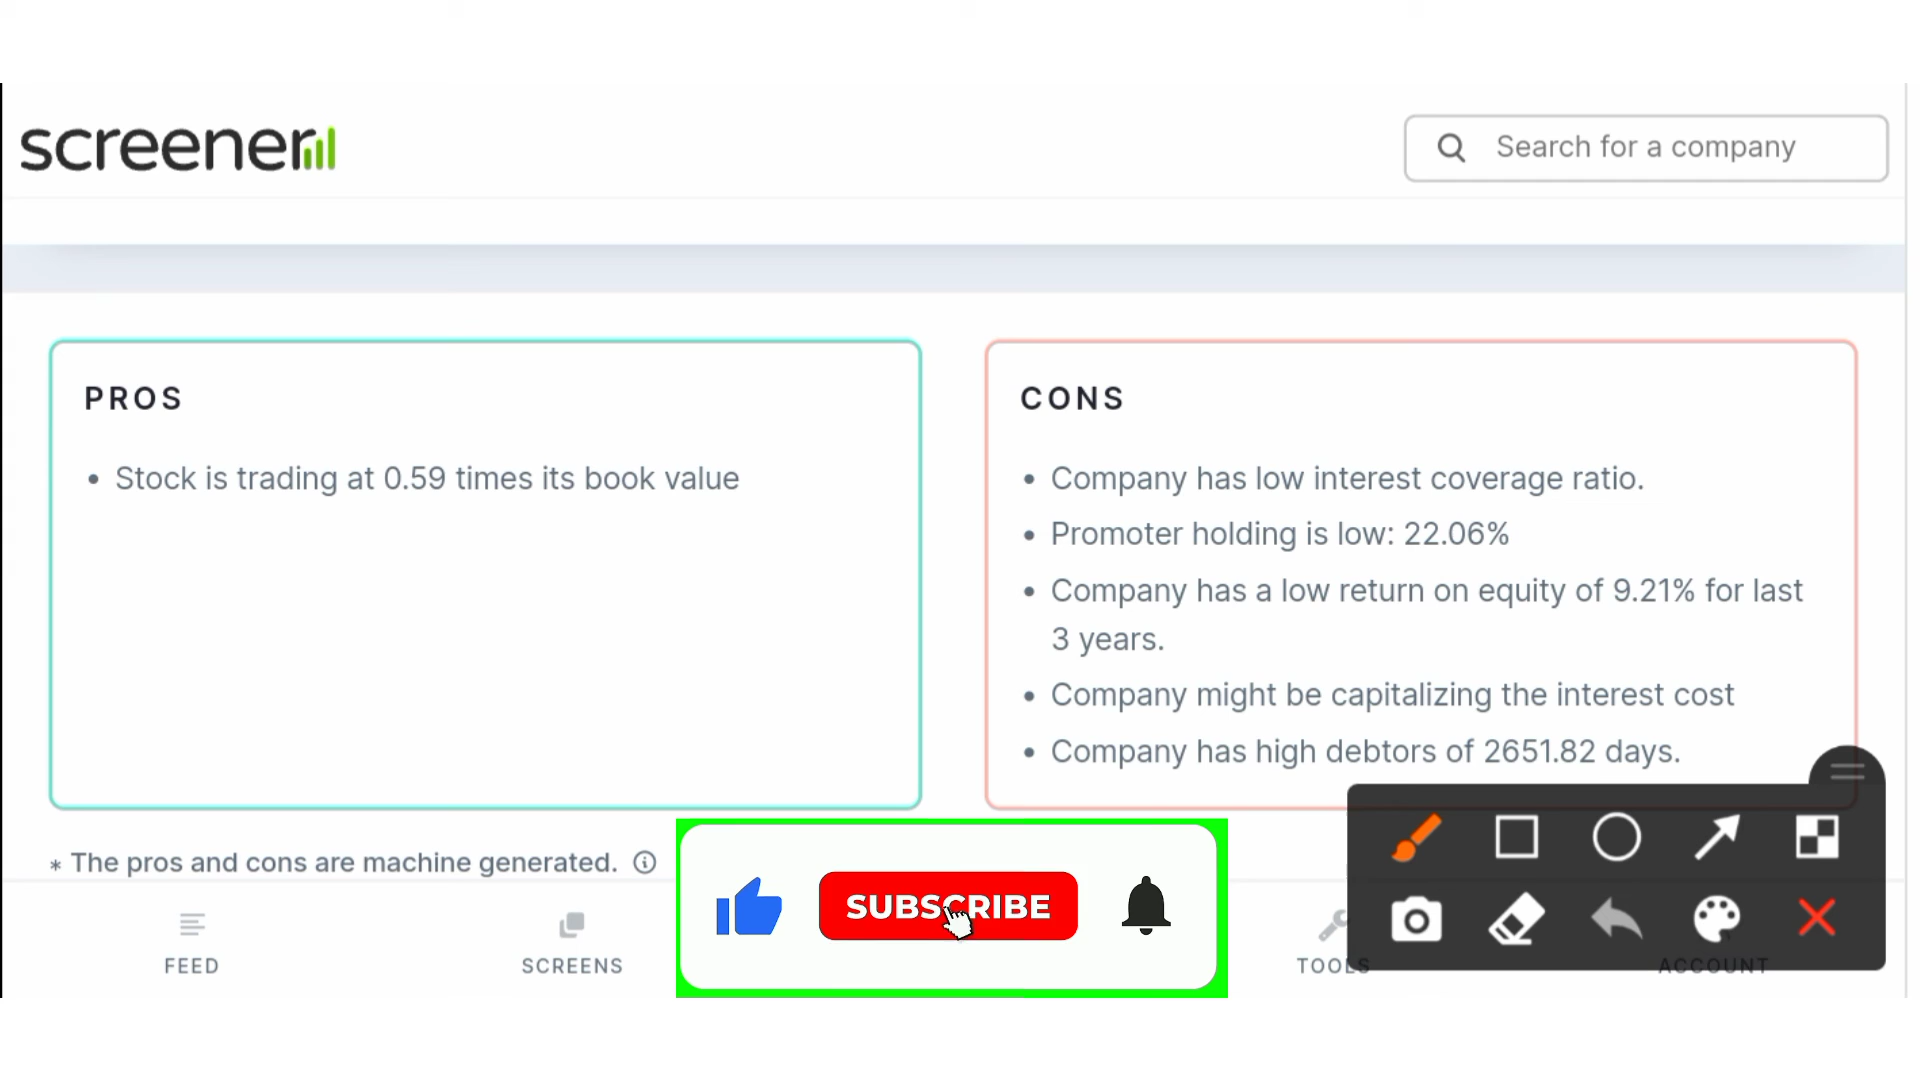 screener
Search for a company
PROS
• Stock is trading at 0.59 times its book value
CONS
• Company has low interest coverage ratio.
• Promoter holding is low: 22.06%
• Company has a low return on equity of 9.21% for last
3 years.
• Company might be capitalizing the interest cost
• Company has high debtors of 2651.82 days.
* The pros and cons are machine generated.
SUBSCRIBE
FEED
SCREENS
TOOLS
ACCOUNT